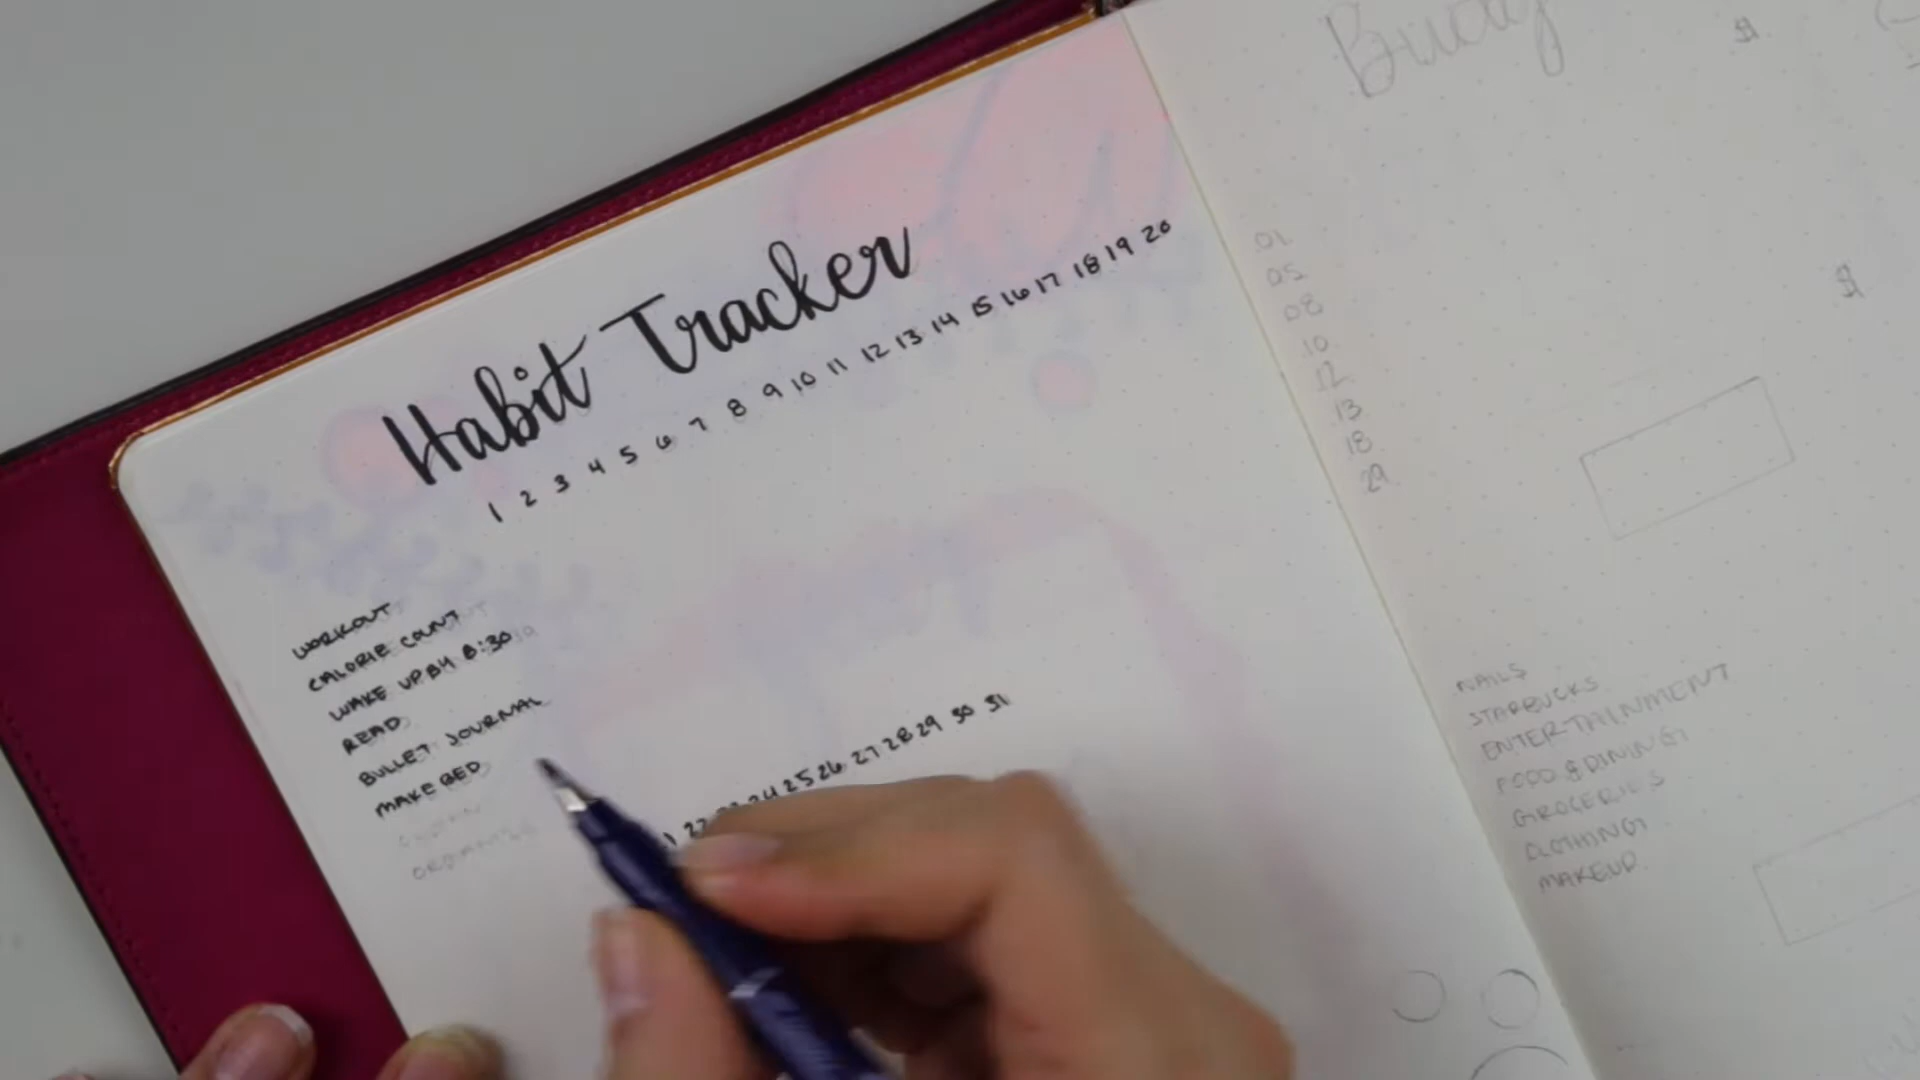 Habit Tracker
1 2 3 4 5 6 7 8 9 10 11 12 13 14 15 16 17 18 19 20
WORKOUT
CALORIE COUNT
WAKE UP BY 8:30
READ
BULLET JOURNAL
MAKE BED
24 25 26 27 28 29 30 31
Budg
$
01
05
08
10
12
13
18
29
$
NAILS
STARBUCKS
ENTERTAINMENT
FOOD & DINING
GROCERIES
CLOTHING
MAKEUP